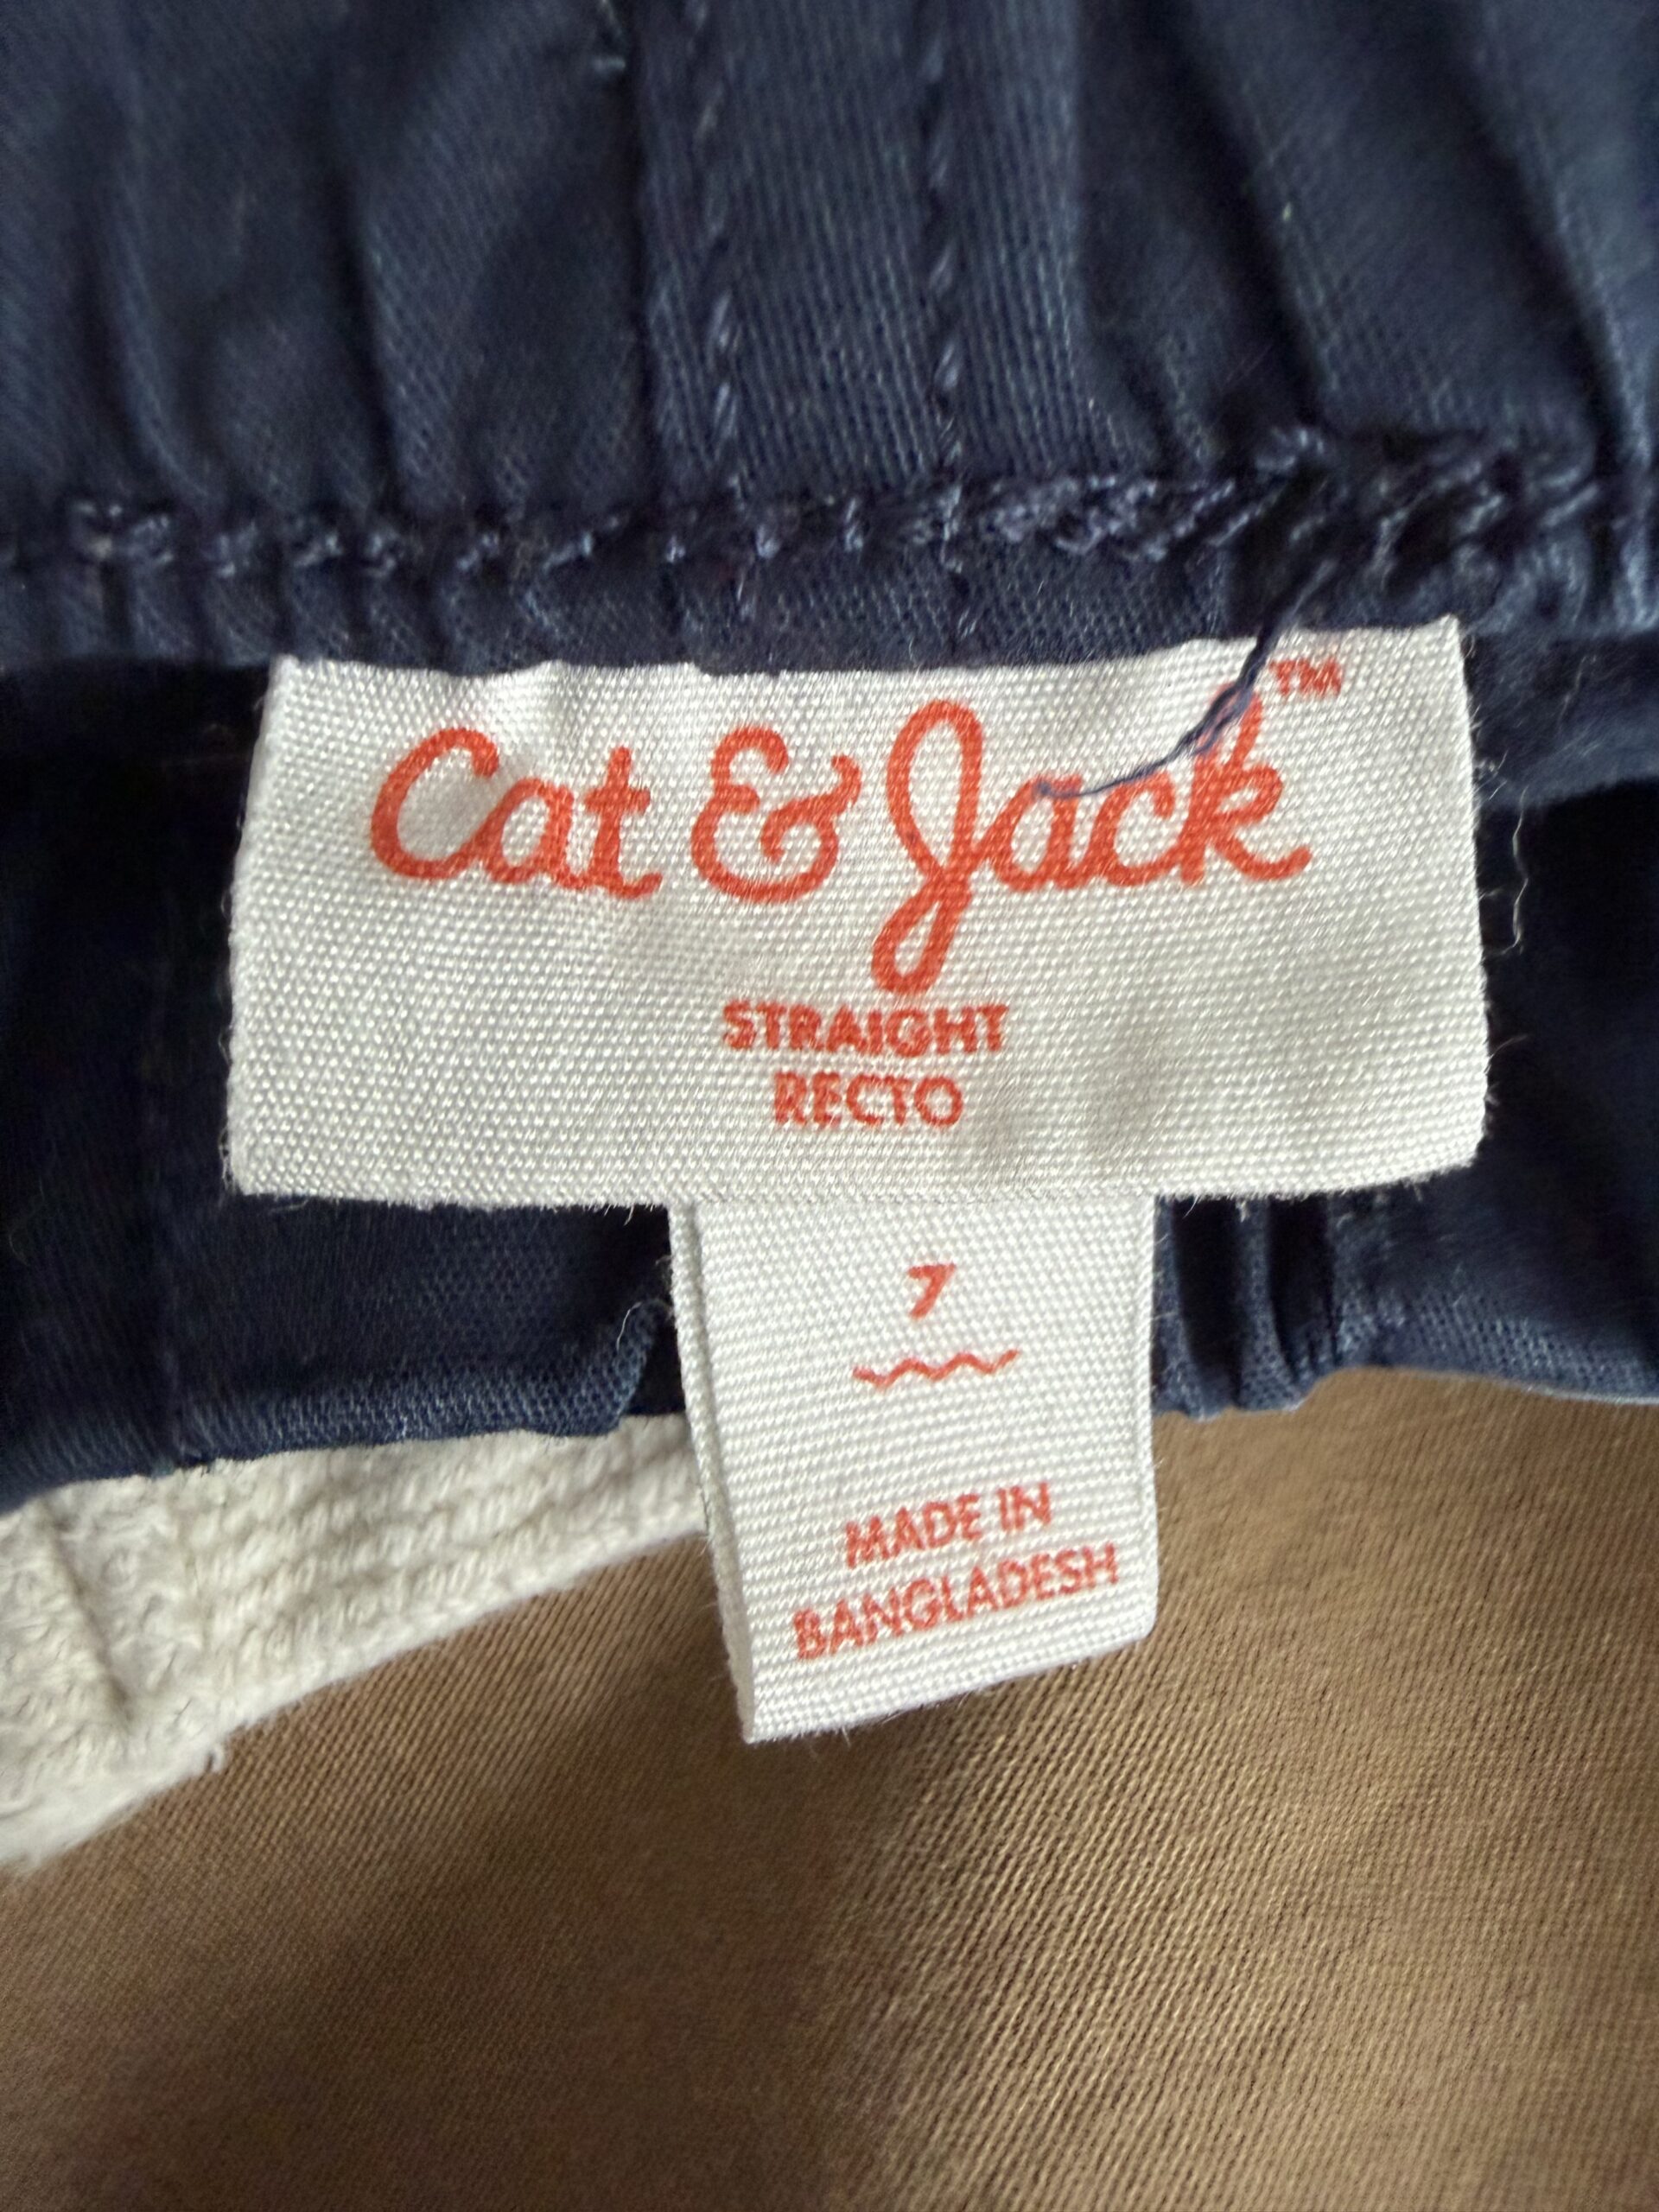 Cat & Jack™
STRAIGHT
RECTO
7
MADE IN
BANGLADESH